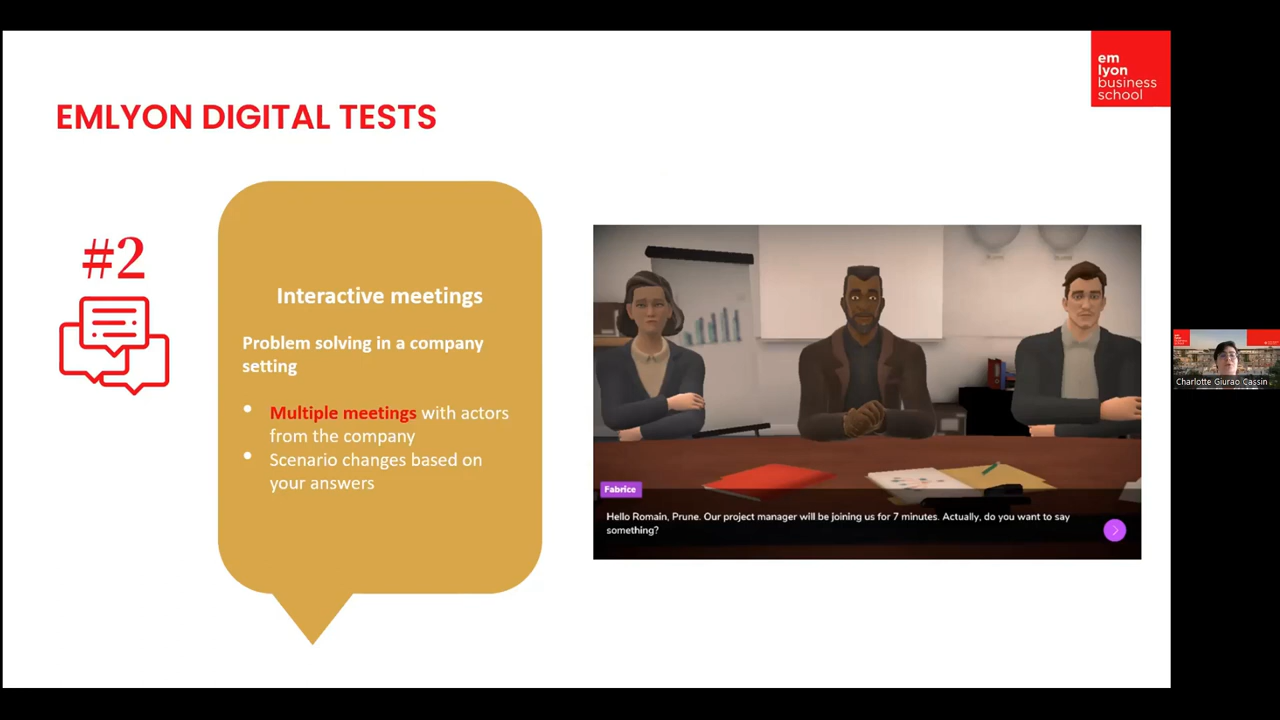 em
lyon
business
school
EMLYON DIGITAL TESTS
#2
Interactive meetings
Problem solving in a company
setting
• Multiple meetings with actors
from the company
• Scenario changes based on
your answers
Fabrice
Hello Romain, Prune. Our project manager will be joining us for 7 minutes. Actually, do you want to say
something?
Charlotte Giurao Cassin